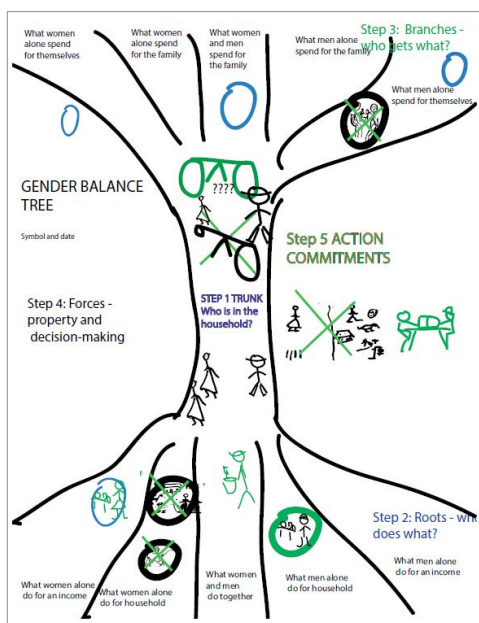 What women
alone spend
for themselves
What women
alone spend
for the family
What women
and men
spend for
the family
What men alone
spend for the family
Step 3: Branches -
who gets what?
What men alone
spend for themselves
GENDER BALANCE
TREE
Symbol and date
????
Step 5 ACTION
COMMITMENTS
Step 4: Forces -
property and
decision-making
STEP 1 TRUNK
Who is in the
household?
Step 2: Roots - who
does what?
What women alone
do for an income
What women alone
do for household
What women
and men
do together
What men alone
do for household
What men alone
do for an income